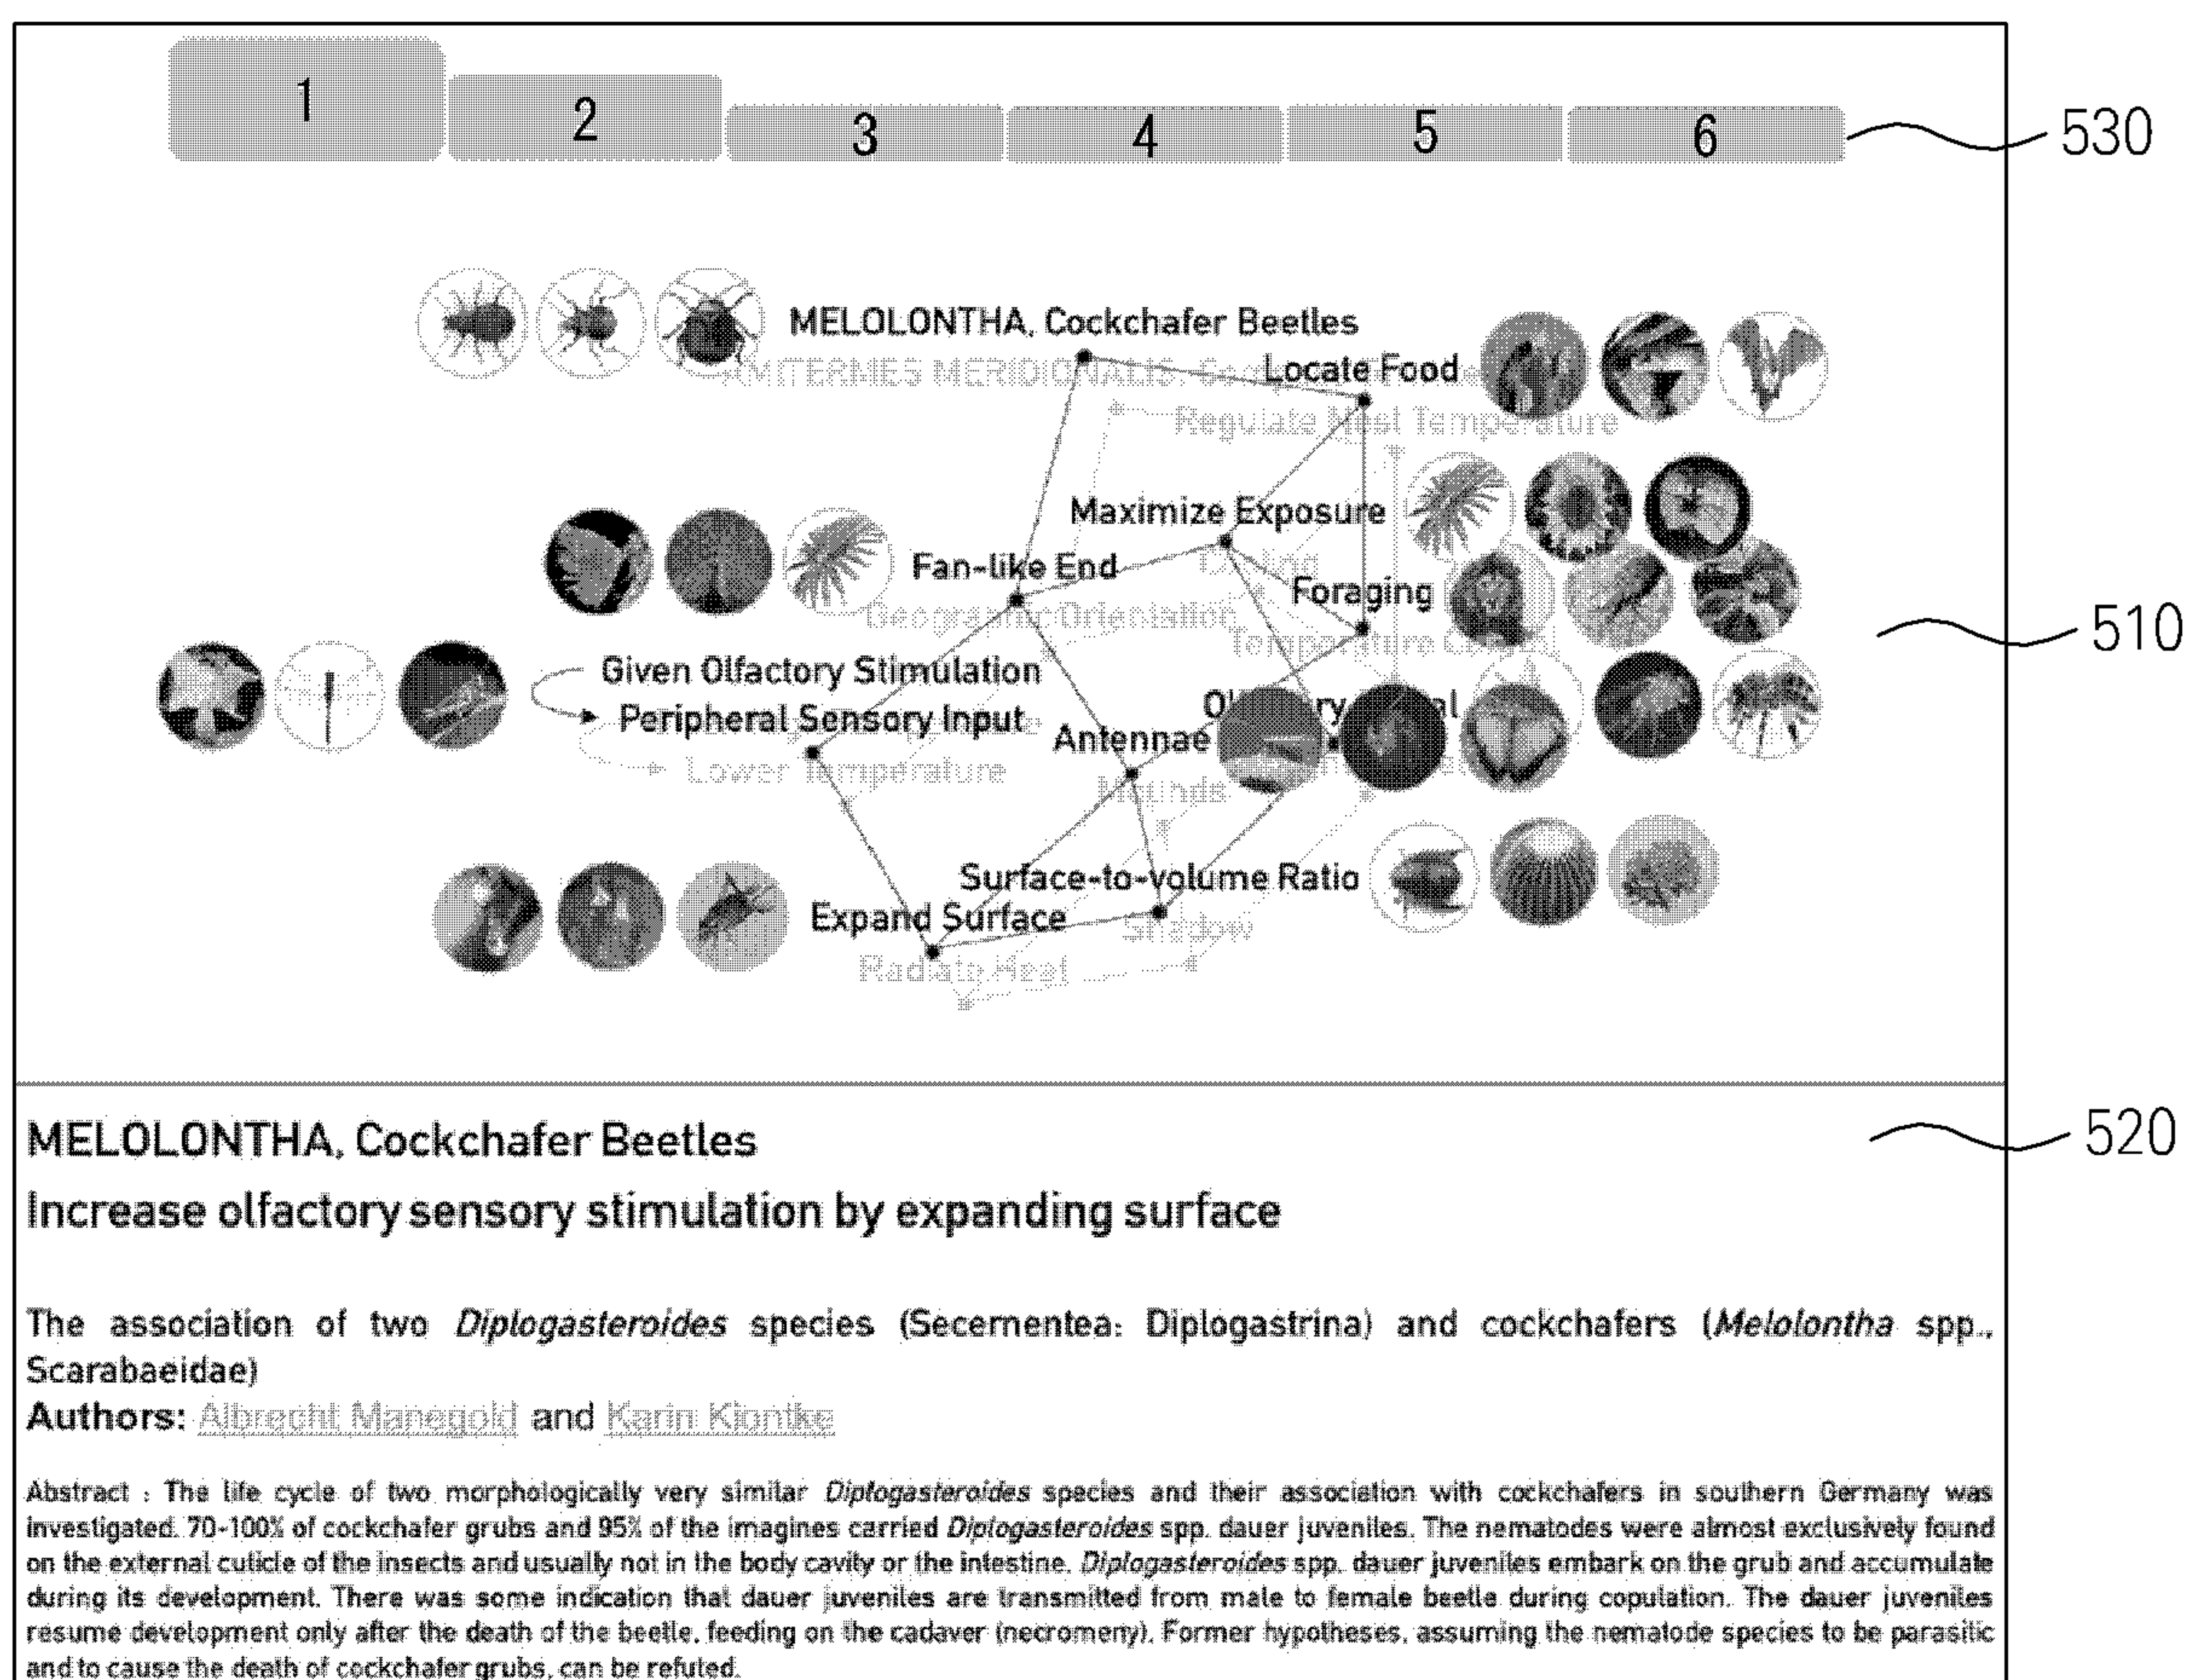 1
2
3
4
5
6
530
MELOLONTHA, Cockchafer Beetles
AMITERMES MERIDIONALIS,
Locate Food
Regulate Nest Temperature
Maximize Exposure
Fan-like End
Foraging
510
Geographic Orientation
Temperature
Given Olfactory Stimulation
Peripheral Sensory Input
Antennae
Lower Temperature
Mounds
Surface-to-volume Ratio
Expand Surface
Shadow
Radiate Heat
520
MELOLONTHA, Cockchafer Beetles
Increase olfactory sensory stimulation by expanding surface
The association of two Diplogasteroides species (Secernentea: Diplogastrina) and cockchafers (Melolontha spp.,
Scarabaeidae)
Authors: Albrecht Manegold and Karin Kiontke
Abstract : The life cycle of two morphologically very similar Diplogasteroides species and their association with cockchafers in southern Germany was
investigated. 70-100% of cockchafer grubs and 95% of the imagines carried Diplogasteroides spp. dauer juveniles. The nematodes were almost exclusively found
on the external cuticle of the insects and usually not in the body cavity or the intestine. Diplogasteroides spp. dauer juveniles embark on the grub and accumulate
during its development. There was some indication that dauer juveniles are transmitted from male to female beetle during copulation. The dauer juveniles
resume development only after the death of the beetle, feeding on the cadaver (necromeny). Former hypotheses, assuming the nematode species to be parasitic
and to cause the death of cockchafer grubs, can be refuted.